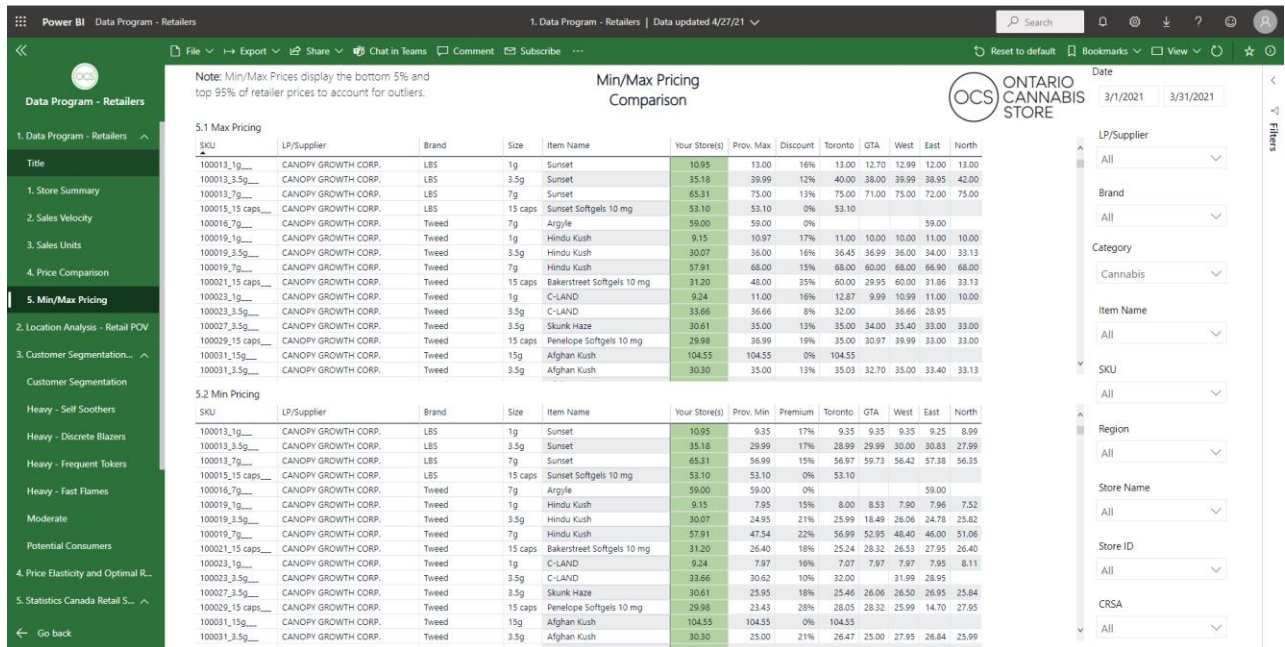 Power BI Data Program - Retailers
1. Data Program - Retailers | Data updated 4/27/21
Search
File Export Share Chat in Teams Comment Subscribe ···
Reset to default Bookmarks View
OCS
Data Program - Retailers
1. Data Program - Retailers
Title
1. Store Summary
2. Sales Velocity
3. Sales Units
4. Price Comparison
5. Min/Max Pricing
2. Location Analysis - Retail POV
3. Customer Segmentation...
Customer Segmentation
Heavy - Self Soothers
Heavy - Discrete Blazers
Heavy - Frequent Tokers
Heavy - Fast Flames
Moderate
Potential Consumers
4. Price Elasticity and Optimal R...
5. Statistics Canada Retail S...
Go back
Note: Min/Max Prices display the bottom 5% and
top 95% of retailer prices to account for outliers.
Min/Max Pricing
Comparison
OCS
ONTARIO
CANNABIS
STORE
5.1 Max Pricing
SKU LP/Supplier Brand Size Item Name Your Store(s) Prov. Max Discount Toronto GTA West East North
100013_1g___ CANOPY GROWTH CORP. LBS 1g Sunset 10.95 13.00 16% 13.00 12.70 12.99 12.00 13.00
100013_3.5g___ CANOPY GROWTH CORP. LBS 3.5g Sunset 35.18 39.99 12% 40.00 38.00 39.99 38.95 42.00
100013_7g___ CANOPY GROWTH CORP. LBS 7g Sunset 65.31 75.00 13% 75.00 71.00 75.00 72.00 75.00
100015_15 caps___ CANOPY GROWTH CORP. LBS 15 caps Sunset Softgels 10 mg 53.10 53.10 0% 53.10
100016_7g___ CANOPY GROWTH CORP. Tweed 7g Argyle 59.00 59.00 0% 59.00
100019_1g___ CANOPY GROWTH CORP. Tweed 1g Hindu Kush 9.15 10.97 17% 11.00 10.00 10.00 11.00 10.00
100019_3.5g___ CANOPY GROWTH CORP. Tweed 3.5g Hindu Kush 30.07 36.00 16% 36.45 36.99 36.00 34.00 33.13
100019_7g___ CANOPY GROWTH CORP. Tweed 7g Hindu Kush 57.91 68.00 15% 68.00 60.00 68.00 66.90 68.00
100021_15 caps___ CANOPY GROWTH CORP. Tweed 15 caps Bakerstreet Softgels 10 mg 31.20 48.00 35% 60.00 29.95 60.00 31.86 33.13
100023_1g___ CANOPY GROWTH CORP. Tweed 1g C-LAND 9.24 11.00 16% 12.87 9.99 10.99 11.00 10.00
100023_3.5g___ CANOPY GROWTH CORP. Tweed 3.5g C-LAND 33.66 36.66 8% 32.00 36.66 28.95
100027_3.5g___ CANOPY GROWTH CORP. Tweed 3.5g Skunk Haze 30.61 35.00 13% 35.00 34.00 35.40 33.00 33.00
100029_15 caps___ CANOPY GROWTH CORP. Tweed 15 caps Penelope Softgels 10 mg 29.98 36.99 19% 35.00 30.97 39.99 33.00 33.00
100031_15g___ CANOPY GROWTH CORP. Tweed 15g Afghan Kush 104.55 104.55 0% 104.55
100031_3.5g___ CANOPY GROWTH CORP. Tweed 3.5g Afghan Kush 30.30 35.00 13% 35.03 32.70 35.00 33.40 33.13
5.2 Min Pricing
SKU LP/Supplier Brand Size Item Name Your Store(s) Prov. Min Premium Toronto GTA West East North
100013_1g___ CANOPY GROWTH CORP. LBS 1g Sunset 10.95 9.35 17% 9.35 9.35 9.35 9.25 8.99
100013_3.5g___ CANOPY GROWTH CORP. LBS 3.5g Sunset 35.18 29.99 17% 28.99 29.99 30.00 30.83 27.99
100013_7g___ CANOPY GROWTH CORP. LBS 7g Sunset 65.31 56.99 15% 56.97 59.73 56.42 57.38 56.35
100015_15 caps___ CANOPY GROWTH CORP. LBS 15 caps Sunset Softgels 10 mg 53.10 53.10 0% 53.10
100016_7g___ CANOPY GROWTH CORP. Tweed 7g Argyle 59.00 59.00 0% 59.00
100019_1g___ CANOPY GROWTH CORP. Tweed 1g Hindu Kush 9.15 7.95 15% 8.00 8.53 7.90 7.96 7.52
100019_3.5g___ CANOPY GROWTH CORP. Tweed 3.5g Hindu Kush 30.07 24.95 21% 25.99 18.49 26.06 24.78 25.82
100019_7g___ CANOPY GROWTH CORP. Tweed 7g Hindu Kush 57.91 47.54 22% 56.99 52.95 48.40 46.00 51.06
100021_15 caps___ CANOPY GROWTH CORP. Tweed 15 caps Bakerstreet Softgels 10 mg 31.20 26.40 18% 25.24 28.32 26.53 27.95 26.40
100023_1g___ CANOPY GROWTH CORP. Tweed 1g C-LAND 9.24 7.97 16% 7.07 7.97 7.97 7.95 8.11
100023_3.5g___ CANOPY GROWTH CORP. Tweed 3.5g C-LAND 33.66 30.62 10% 32.00 31.99 28.95
100027_3.5g___ CANOPY GROWTH CORP. Tweed 3.5g Skunk Haze 30.61 25.95 18% 25.46 26.06 26.50 26.95 25.84
100029_15 caps___ CANOPY GROWTH CORP. Tweed 15 caps Penelope Softgels 10 mg 29.98 23.43 28% 28.05 28.32 25.99 14.70 27.95
100031_15g___ CANOPY GROWTH CORP. Tweed 15g Afghan Kush 104.55 104.55 0% 104.55
100031_3.5g___ CANOPY GROWTH CORP. Tweed 3.5g Afghan Kush 30.30 25.00 21% 26.47 25.00 27.95 26.84 25.99
Date
3/1/2021 3/31/2021
LP/Supplier
All
Brand
All
Category
Cannabis
Item Name
All
SKU
All
Region
All
Store Name
All
Store ID
All
CRSA
All
Filters